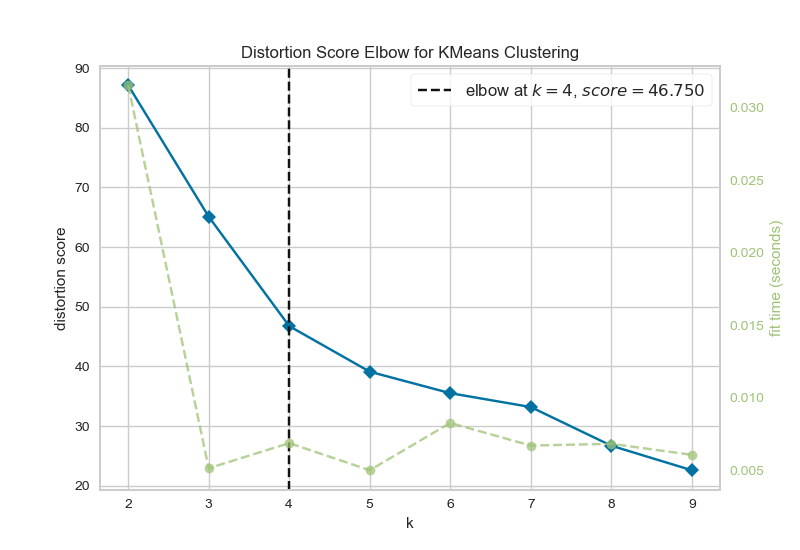 Distortion Score Elbow for KMeans Clustering
elbow at k = 4, score = 46.750
distortion score
90
80
70
60
50
40
30
20
0.030
0.025
0.020
0.015
0.010
0.005
fit time (seconds)
2 3 4 5 6 7 8 9
k